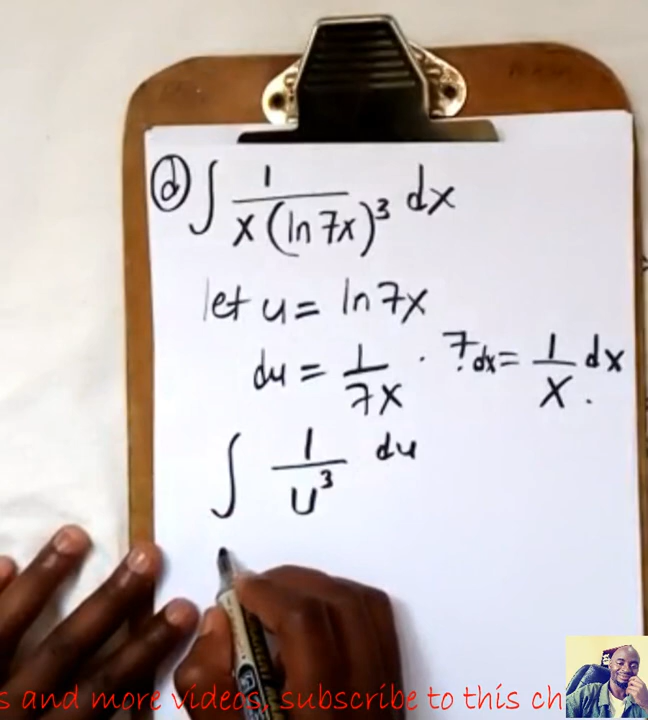 (d) ∫ 1/(x(ln 7x)³) dx
let u = ln 7x
du = 1/7x · 7dx = 1/x dx.
∫ 1/u³ du
and more videos, subscribe to this ch